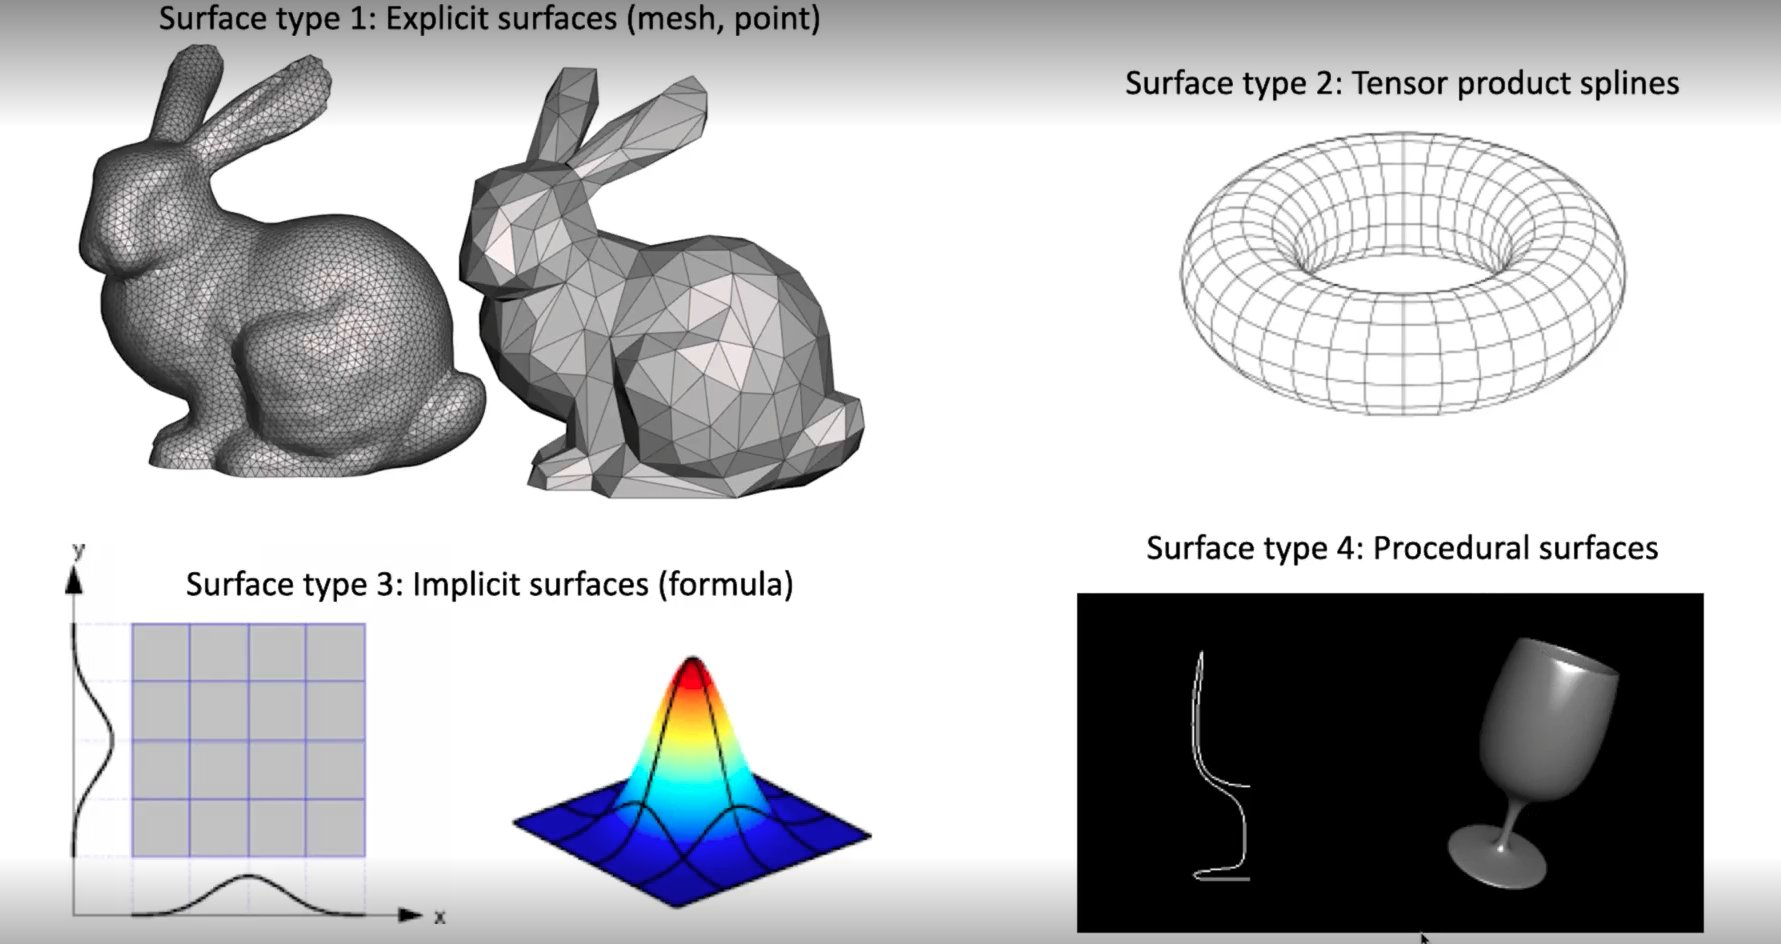 Surface type 1: Explicit surfaces (mesh, point)
Surface type 2: Tensor product splines
Surface type 3: Implicit surfaces (formula)
y
x
Surface type 4: Procedural surfaces